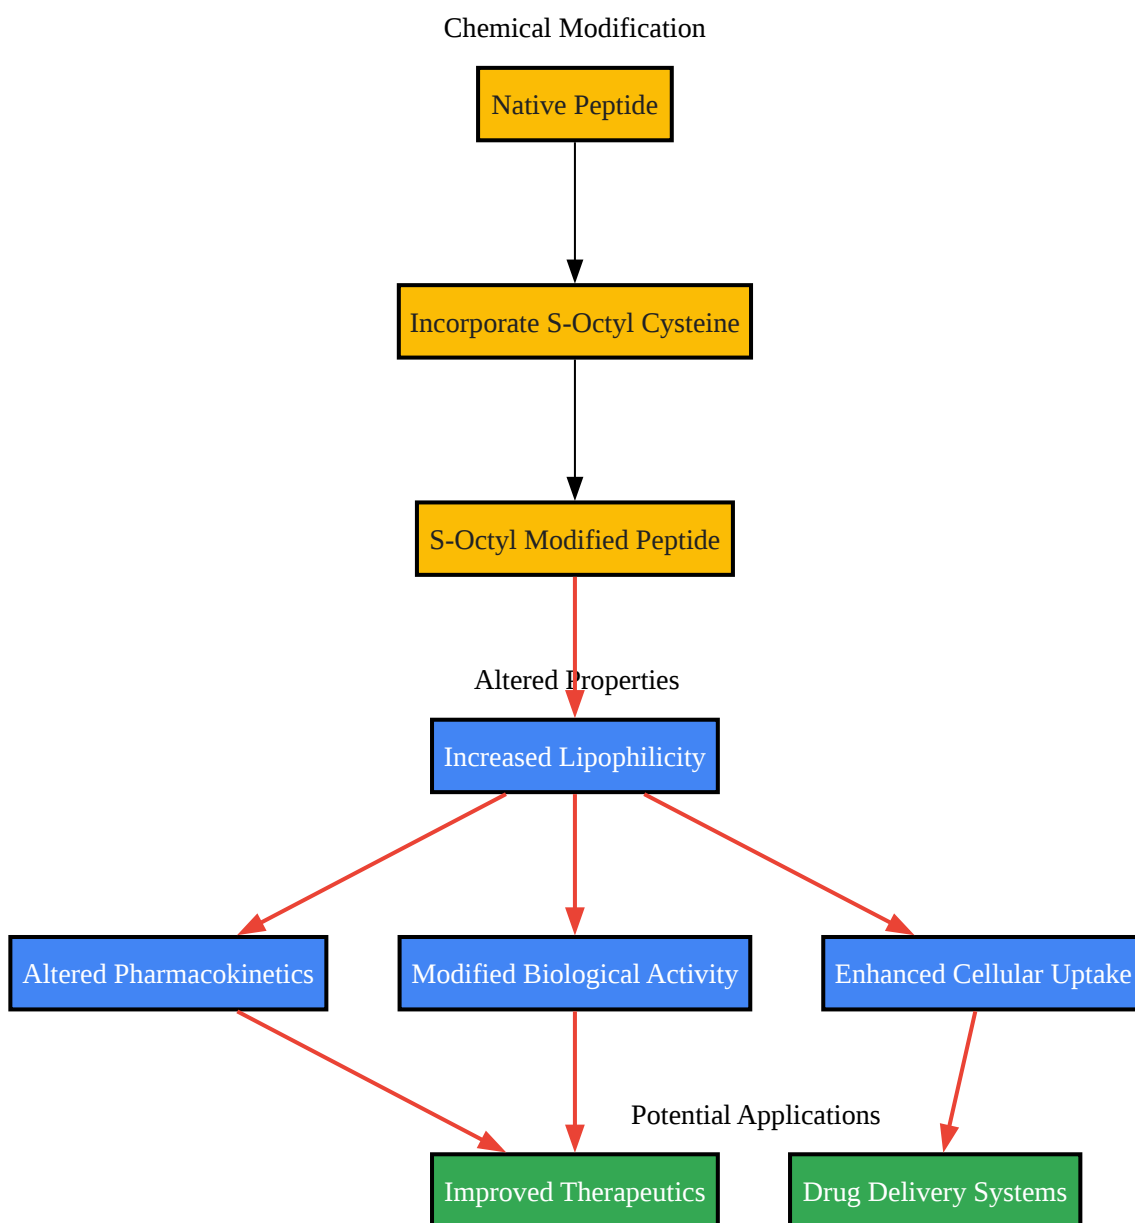 Chemical Modification
Native Peptide
Incorporate S-Octyl Cysteine
S-Octyl Modified Peptide
Altered Properties
Increased Lipophilicity
Altered Pharmacokinetics
Modified Biological Activity
Enhanced Cellular Uptake
Potential Applications
Improved Therapeutics
Drug Delivery Systems